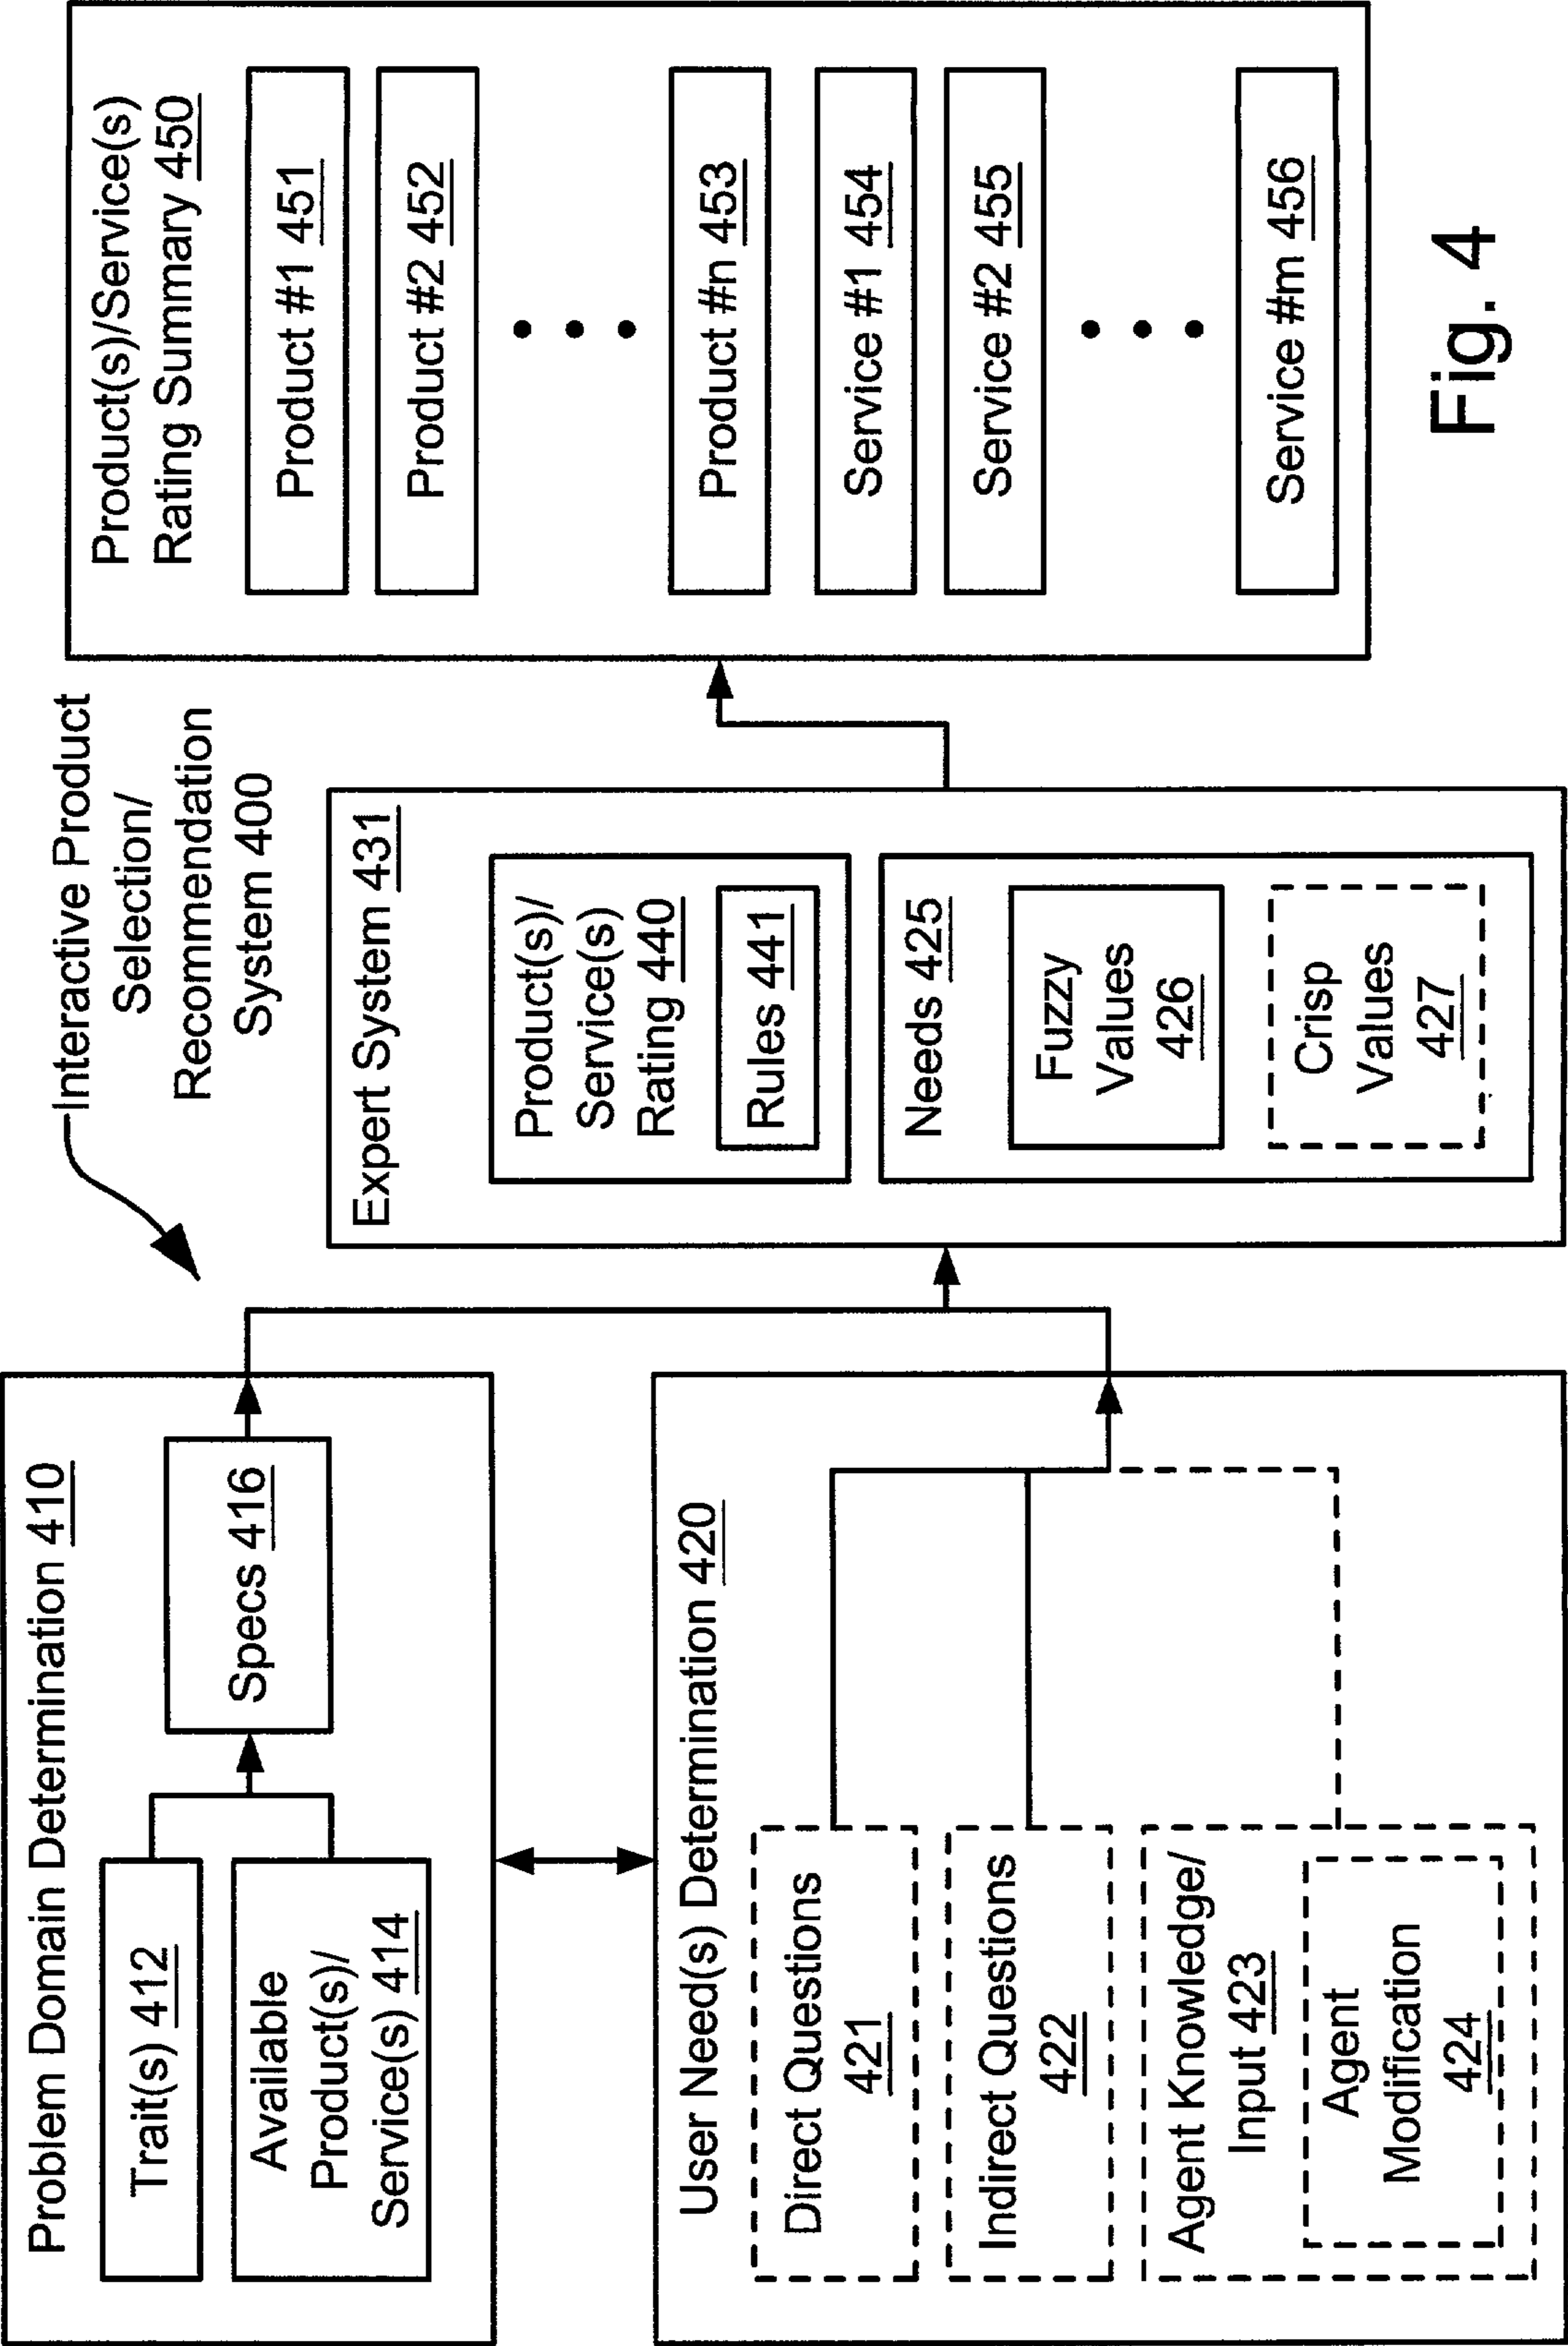 Problem Domain Determination 410
Trait(s) 412
Available
Product(s)/
Service(s) 414
Specs 416
User Need(s) Determination 420
Direct Questions
421
Indirect Questions
422
Agent Knowledge/
Input 423
Agent
Modification
424
Interactive Product
Selection/
Recommendation
System 400
Expert System 431
Product(s)/
Service(s)
Rating 440
Rules 441
Needs 425
Fuzzy
Values
426
Crisp
Values
427
Product(s)/Service(s)
Rating Summary 450
Product #1 451
Product #2 452
Product #n 453
Service #1 454
Service #2 455
Service #m 456
Fig. 4